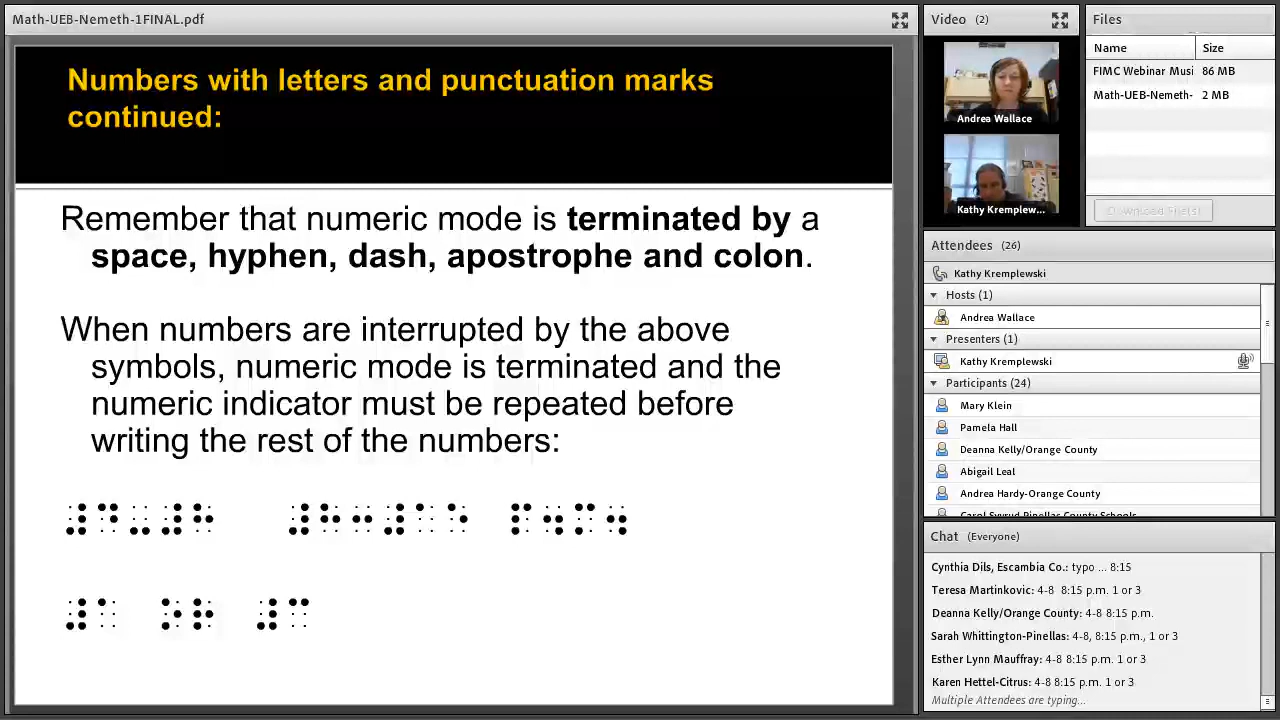 Math-UEB-Nemeth-1FINAL.pdf
Numbers with letters and punctuation marks
continued:
Remember that numeric mode is terminated by a
space, hyphen, dash, apostrophe and colon.
When numbers are interrupted by the above
symbols, numeric mode is terminated and the
numeric indicator must be repeated before
writing the rest of the numbers:
⠼⠙⠤⠼⠓ ⠼⠓⠒⠼⠁⠑ ⠏⠲⠍⠲
⠼⠁ ⠕⠗ ⠼⠉
Video (2)
Andrea Wallace
Kathy Kremplew...
Files
Name Size
FIMC Webinar Musi 86 MB
Math-UEB-Nemeth- 2 MB
Download File(s)
Attendees (26)
Kathy Kremplewski
Hosts (1)
Andrea Wallace
Presenters (1)
Kathy Kremplewski
Participants (24)
Mary Klein
Pamela Hall
Deanna Kelly/Orange County
Abigail Leal
Andrea Hardy-Orange County
Carol Syvrud Pinellas County Schools
Chat (Everyone)
Cynthia Dils, Escambia Co.: typo ... 8:15
Teresa Martinkovic: 4-8 8:15 p.m. 1 or 3
Deanna Kelly/Orange County: 4-8 8:15 p.m.
Sarah Whittington-Pinellas: 4-8, 8:15 p.m., 1 or 3
Esther Lynn Mauffray: 4-8 8:15 p.m. 1 or 3
Karen Hettel-Citrus: 4-8 8:15 p.m. 1 or 3
Multiple Attendees are typing...